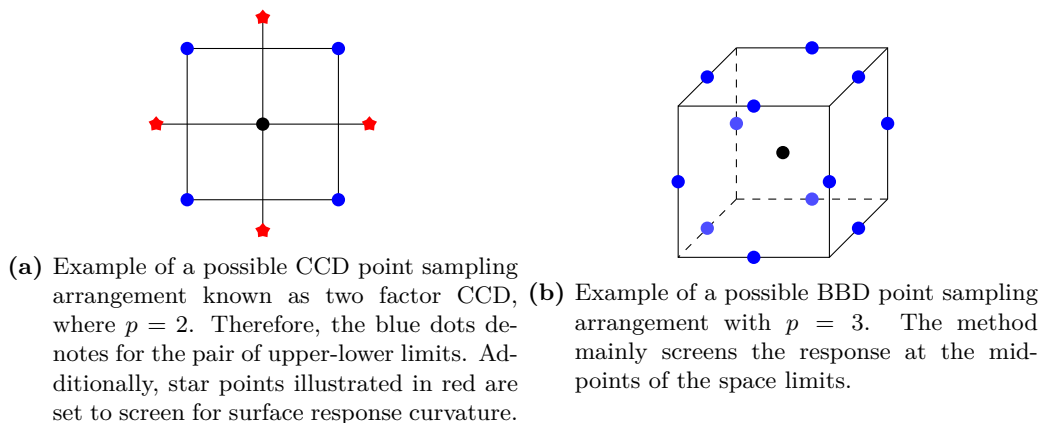 (a) Example of a possible CCD point sampling
arrangement known as two factor CCD,
where p = 2. Therefore, the blue dots de-
notes for the pair of upper-lower limits. Ad-
ditionally, star points illustrated in red are
set to screen for surface response curvature.
(b) Example of a possible BBD point sampling
arrangement with p = 3. The method
mainly screens the response at the mid-
points of the space limits.